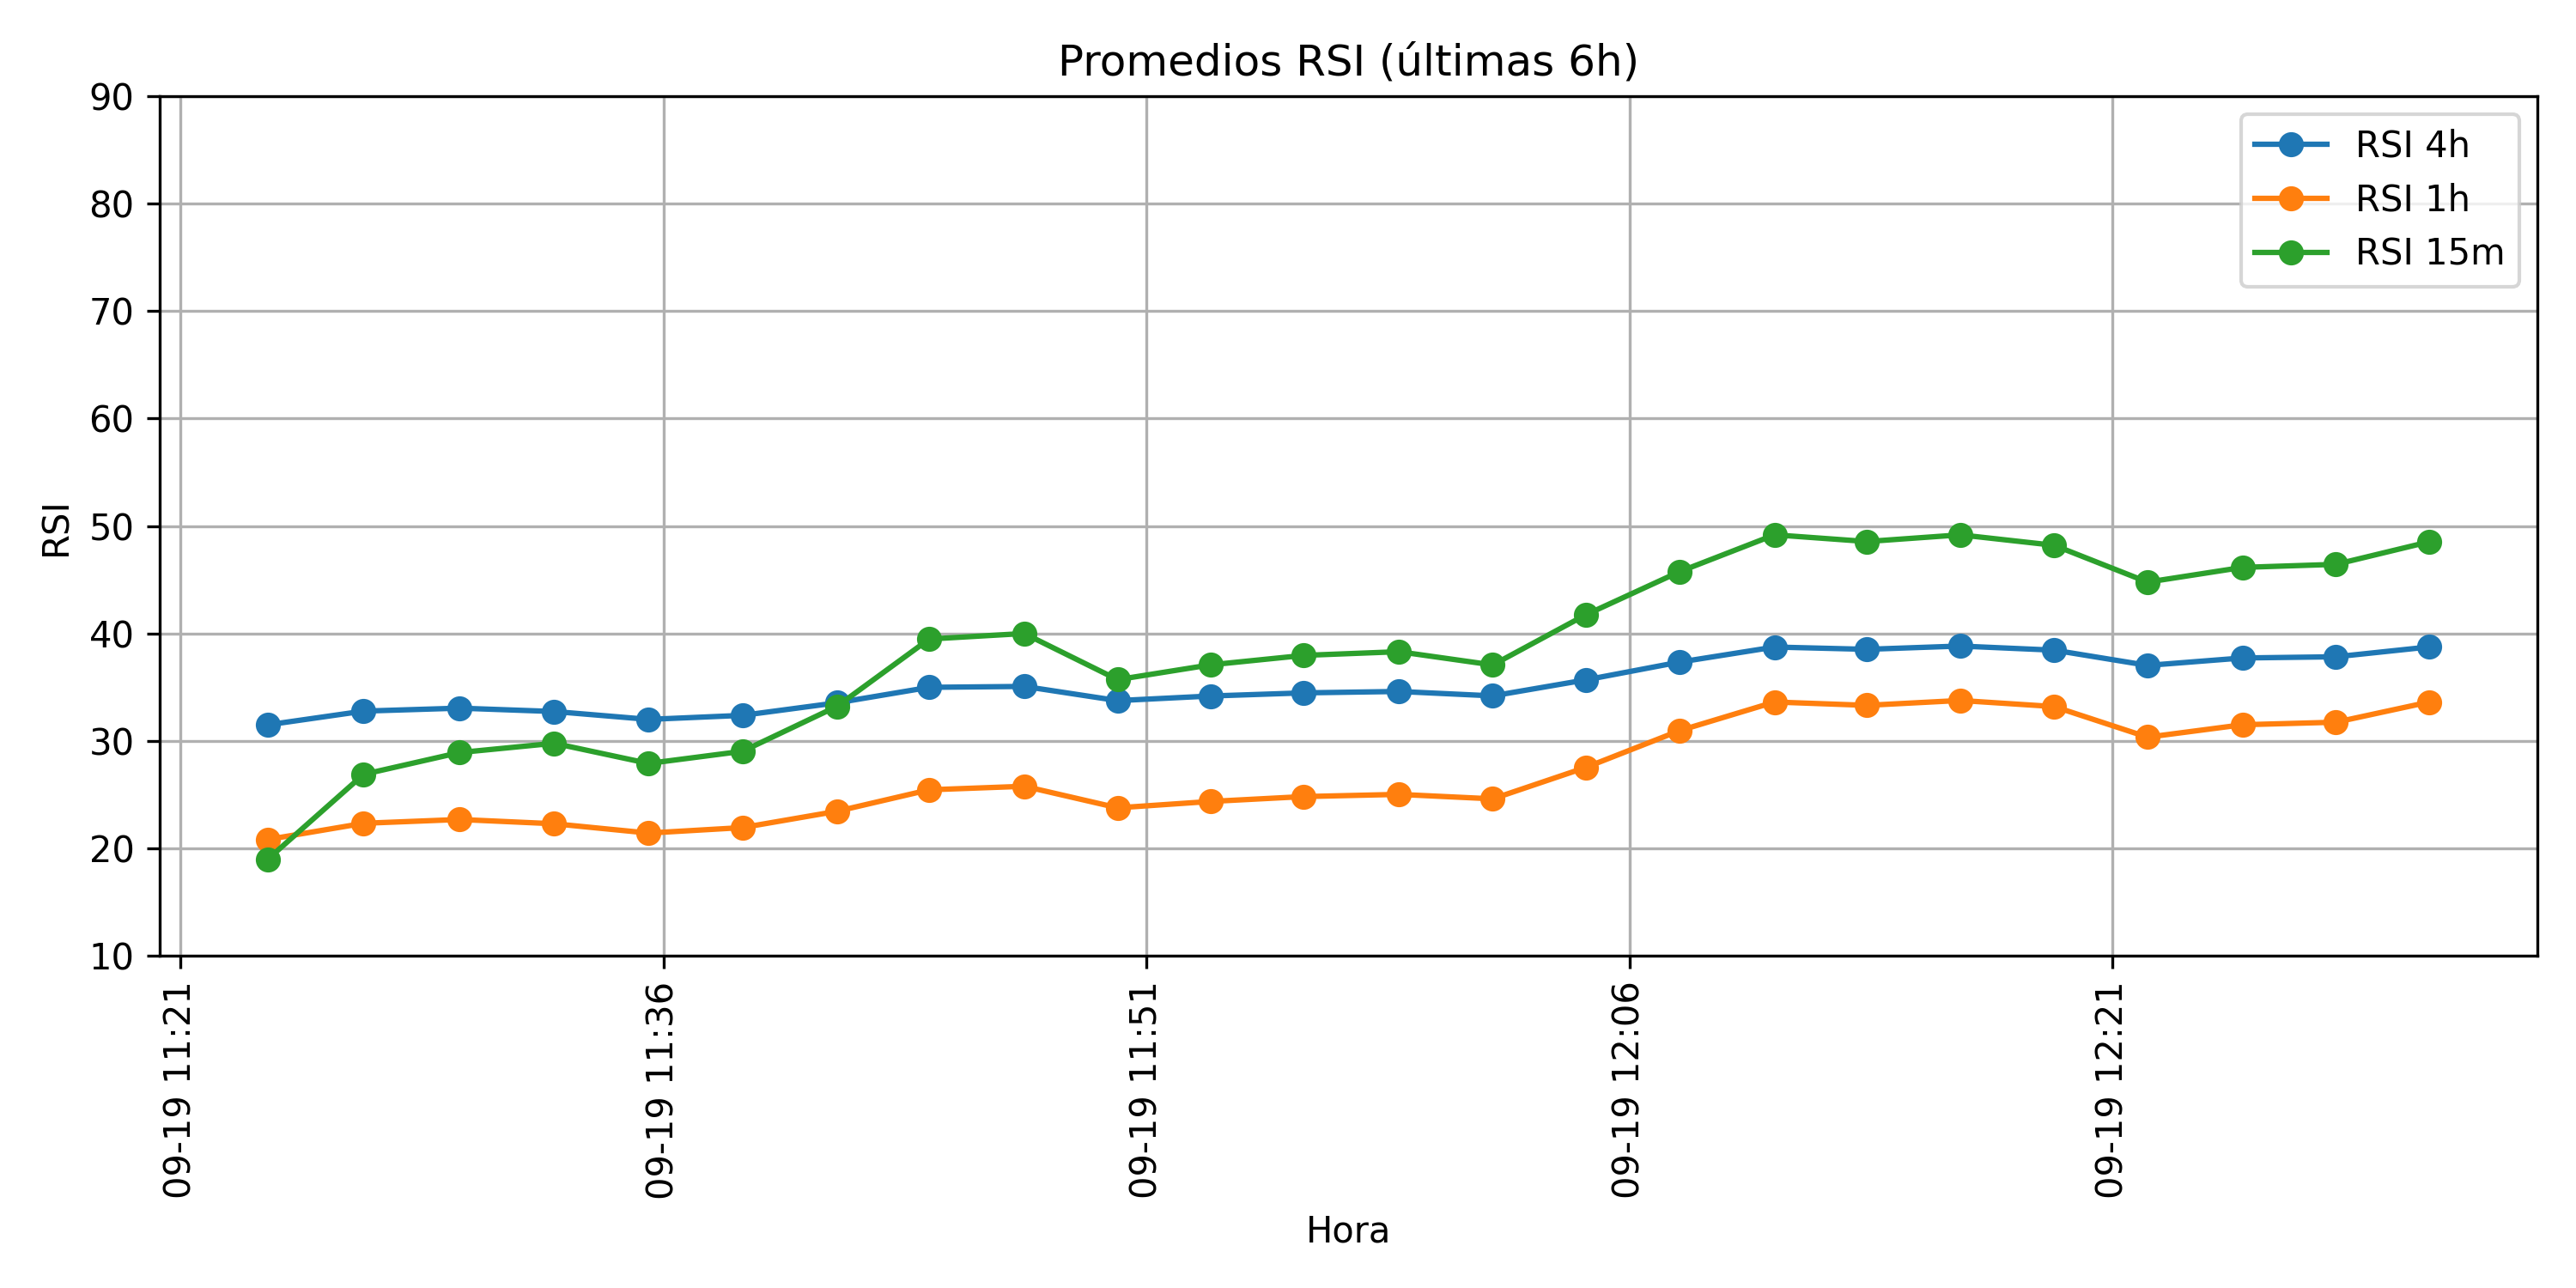 Promedios RSI (últimas 6h)
90
80
70
60
50
40
30
20
10
RSI
RSI 4h
RSI 1h
RSI 15m
09-19 11:21
09-19 11:36
09-19 11:51
09-19 12:06
09-19 12:21
Hora